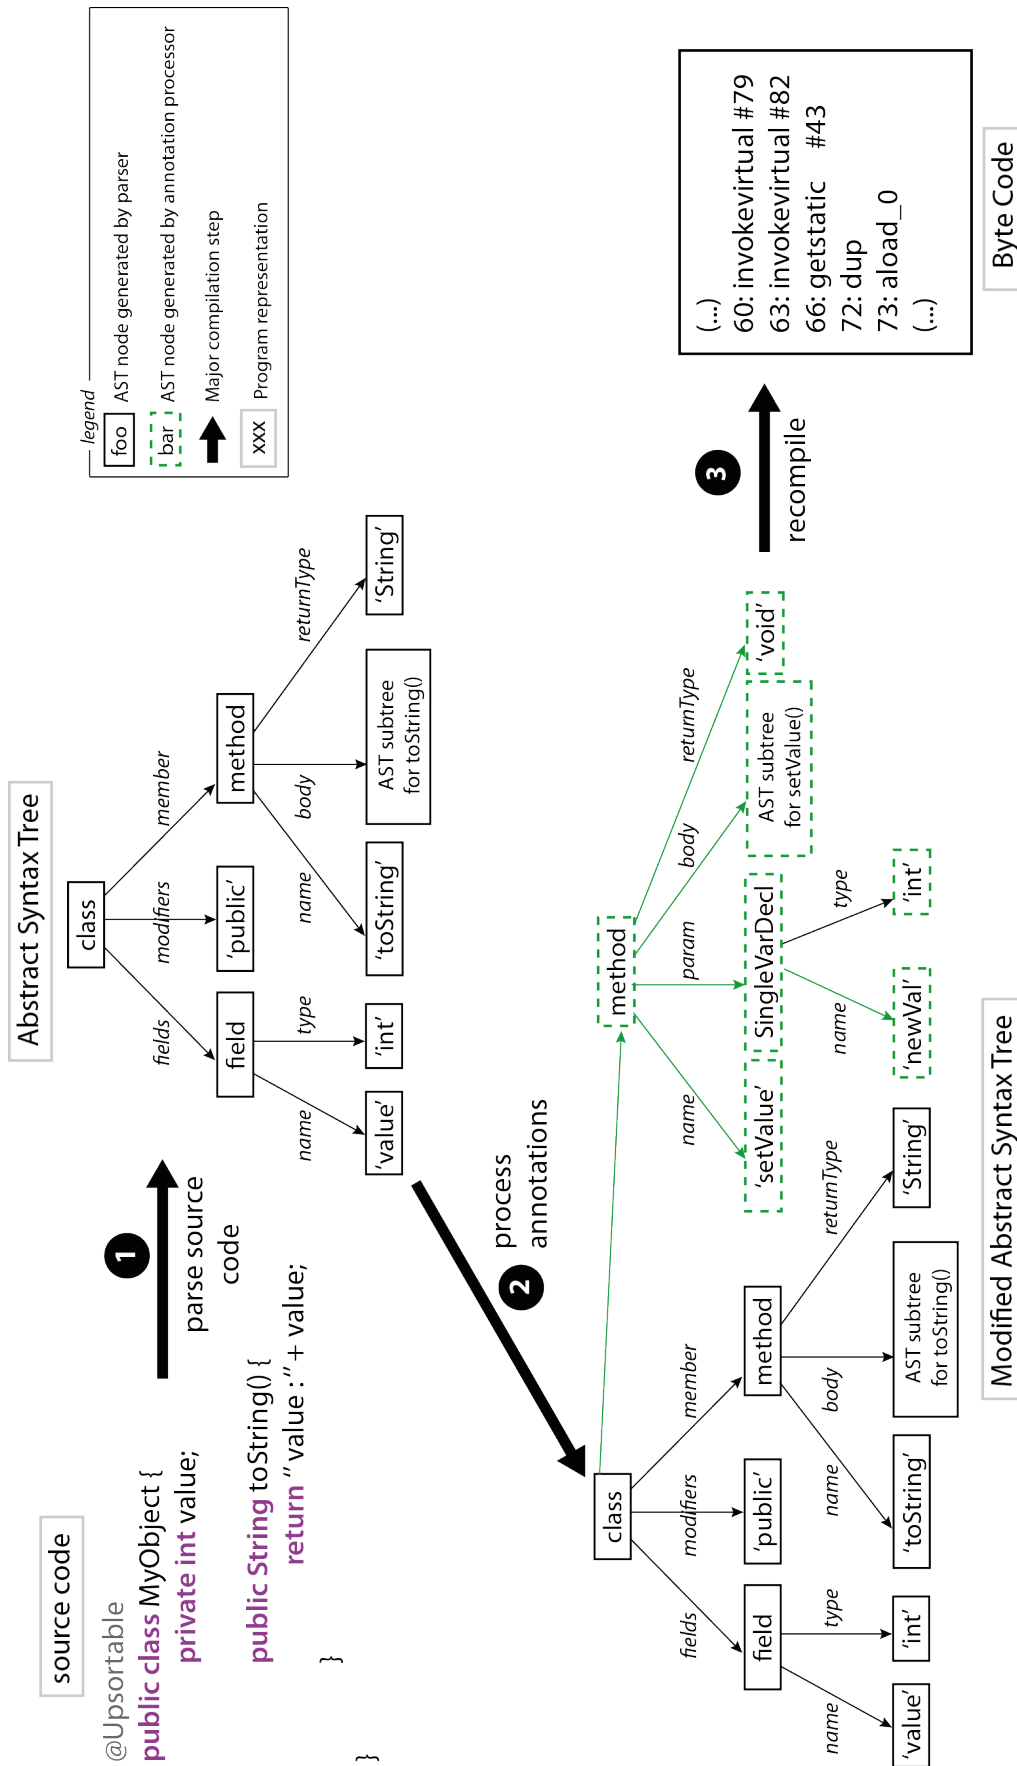 source code
@Upsortable
public class MyObject {
private int value;
public String toString() {
return “value :” + value;
}
}
1
parse source
code
Abstract Syntax Tree
class
fields
modifiers
member
field
‘public’
method
name
type
name
body
returnType
‘value’
‘int’
‘toString’
AST subtree
for toString()
‘String’
legend
foo
AST node generated by parser
bar
AST node generated by annotation processor
Major compilation step
xxx
Program representation
2
process
annotations
class
fields
modifiers
member
field
‘public’
method
name
type
name
body
returnType
‘value’
‘int’
‘toString’
AST subtree
for toString()
‘String’
method
name
param
body
returnType
‘setValue’
SingleVarDecl
AST subtree
for setValue()
‘void’
name
type
‘newVal’
‘int’
Modified Abstract Syntax Tree
3
recompile
(...)
60: invokevirtual #79
63: invokevirtual #82
66: getstatic #43
72: dup
73: aload_0
(...)
Byte Code